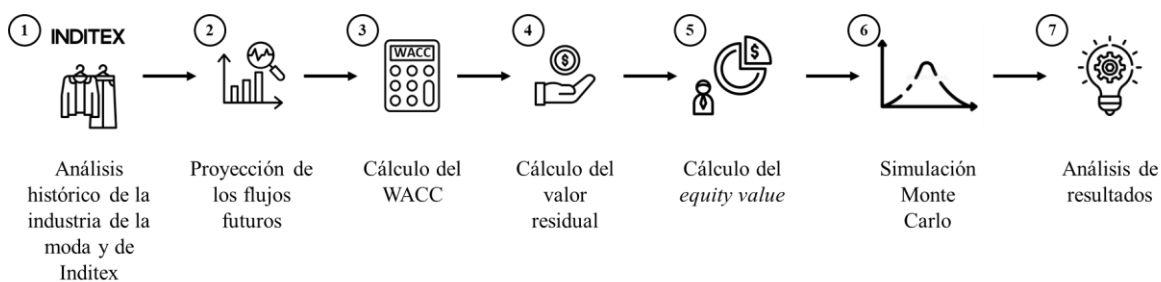 1
INDITEX
Análisis
histórico de la
industria de la
moda y de
Inditex
2
Proyección de
los flujos
futuros
3
WACC
Cálculo del
WACC
4
$
Cálculo del
valor
residual
5
$
Cálculo del
equity value
6
Simulación
Monte
Carlo
7
Análisis de
resultados